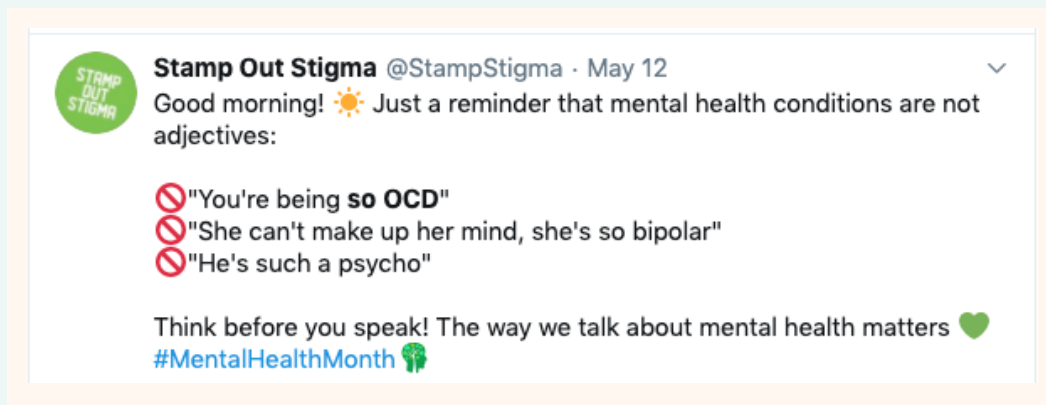 STAMP
OUT
STIGMA
Stamp Out Stigma @StampStigma · May 12
Good morning! ☀️ Just a reminder that mental health conditions are not
adjectives:
🚫"You're being so OCD"
🚫"She can't make up her mind, she's so bipolar"
🚫"He's such a psycho"
Think before you speak! The way we talk about mental health matters 💚
#MentalHealthMonth